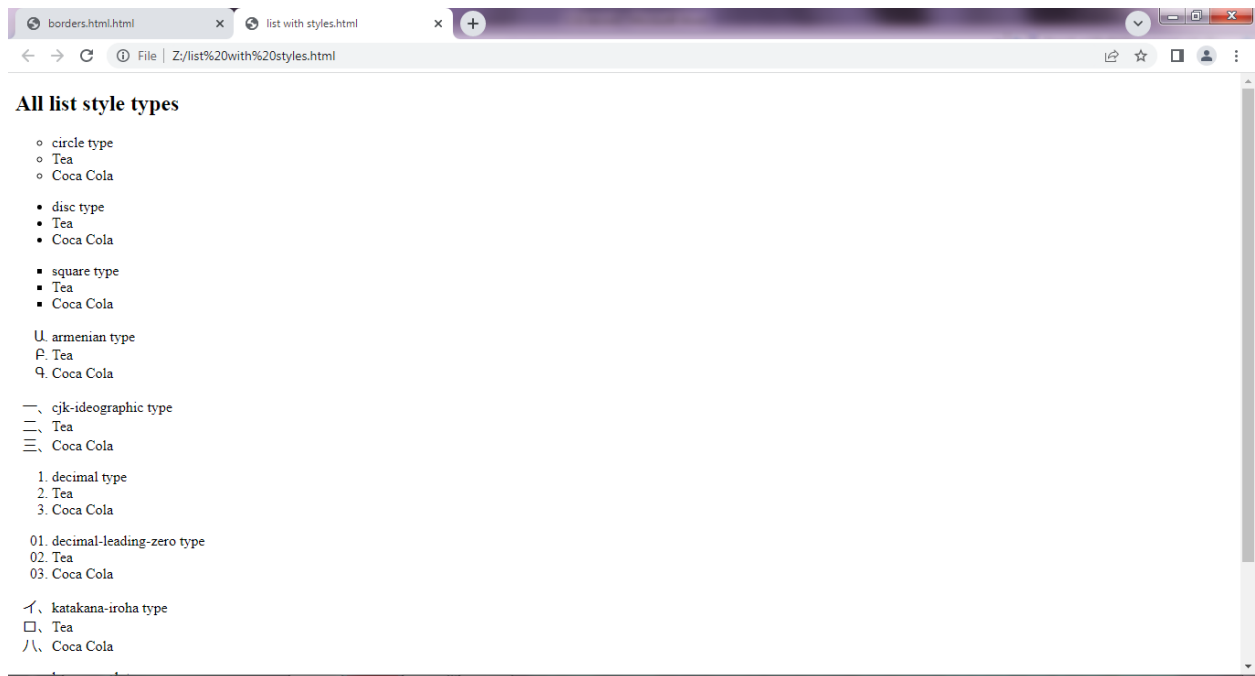 borders.html.html
list with styles.html
File | Z:/list%20with%20styles.html
All list style types
circle type
Tea
Coca Cola
disc type
Tea
Coca Cola
square type
Tea
Coca Cola
Ա. armenian type
Բ. Tea
Գ. Coca Cola
一、 cjk-ideographic type
二、 Tea
三、 Coca Cola
1. decimal type
2. Tea
3. Coca Cola
01. decimal-leading-zero type
02. Tea
03. Coca Cola
イ、 katakana-iroha type
ロ、 Tea
ハ、 Coca Cola